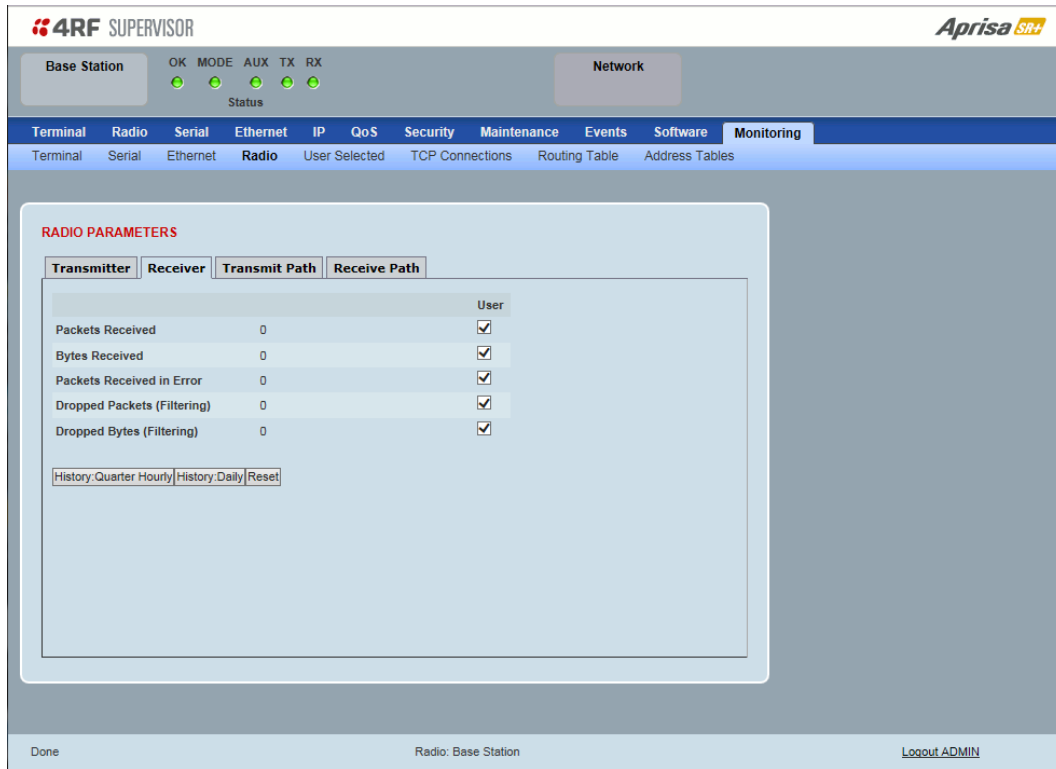 4RF SUPERVISOR
Aprisa SR+
Base Station
OK MODE AUX TX RX
Status
Network
Terminal Radio Serial Ethernet IP QoS Security Maintenance Events Software Monitoring
Terminal Serial Ethernet Radio User Selected TCP Connections Routing Table Address Tables
RADIO PARAMETERS
Transmitter Receiver Transmit Path Receive Path
User
Packets Received 0
Bytes Received 0
Packets Received in Error 0
Dropped Packets (Filtering) 0
Dropped Bytes (Filtering) 0
History:Quarter Hourly History:Daily Reset
Done Radio: Base Station Logout ADMIN